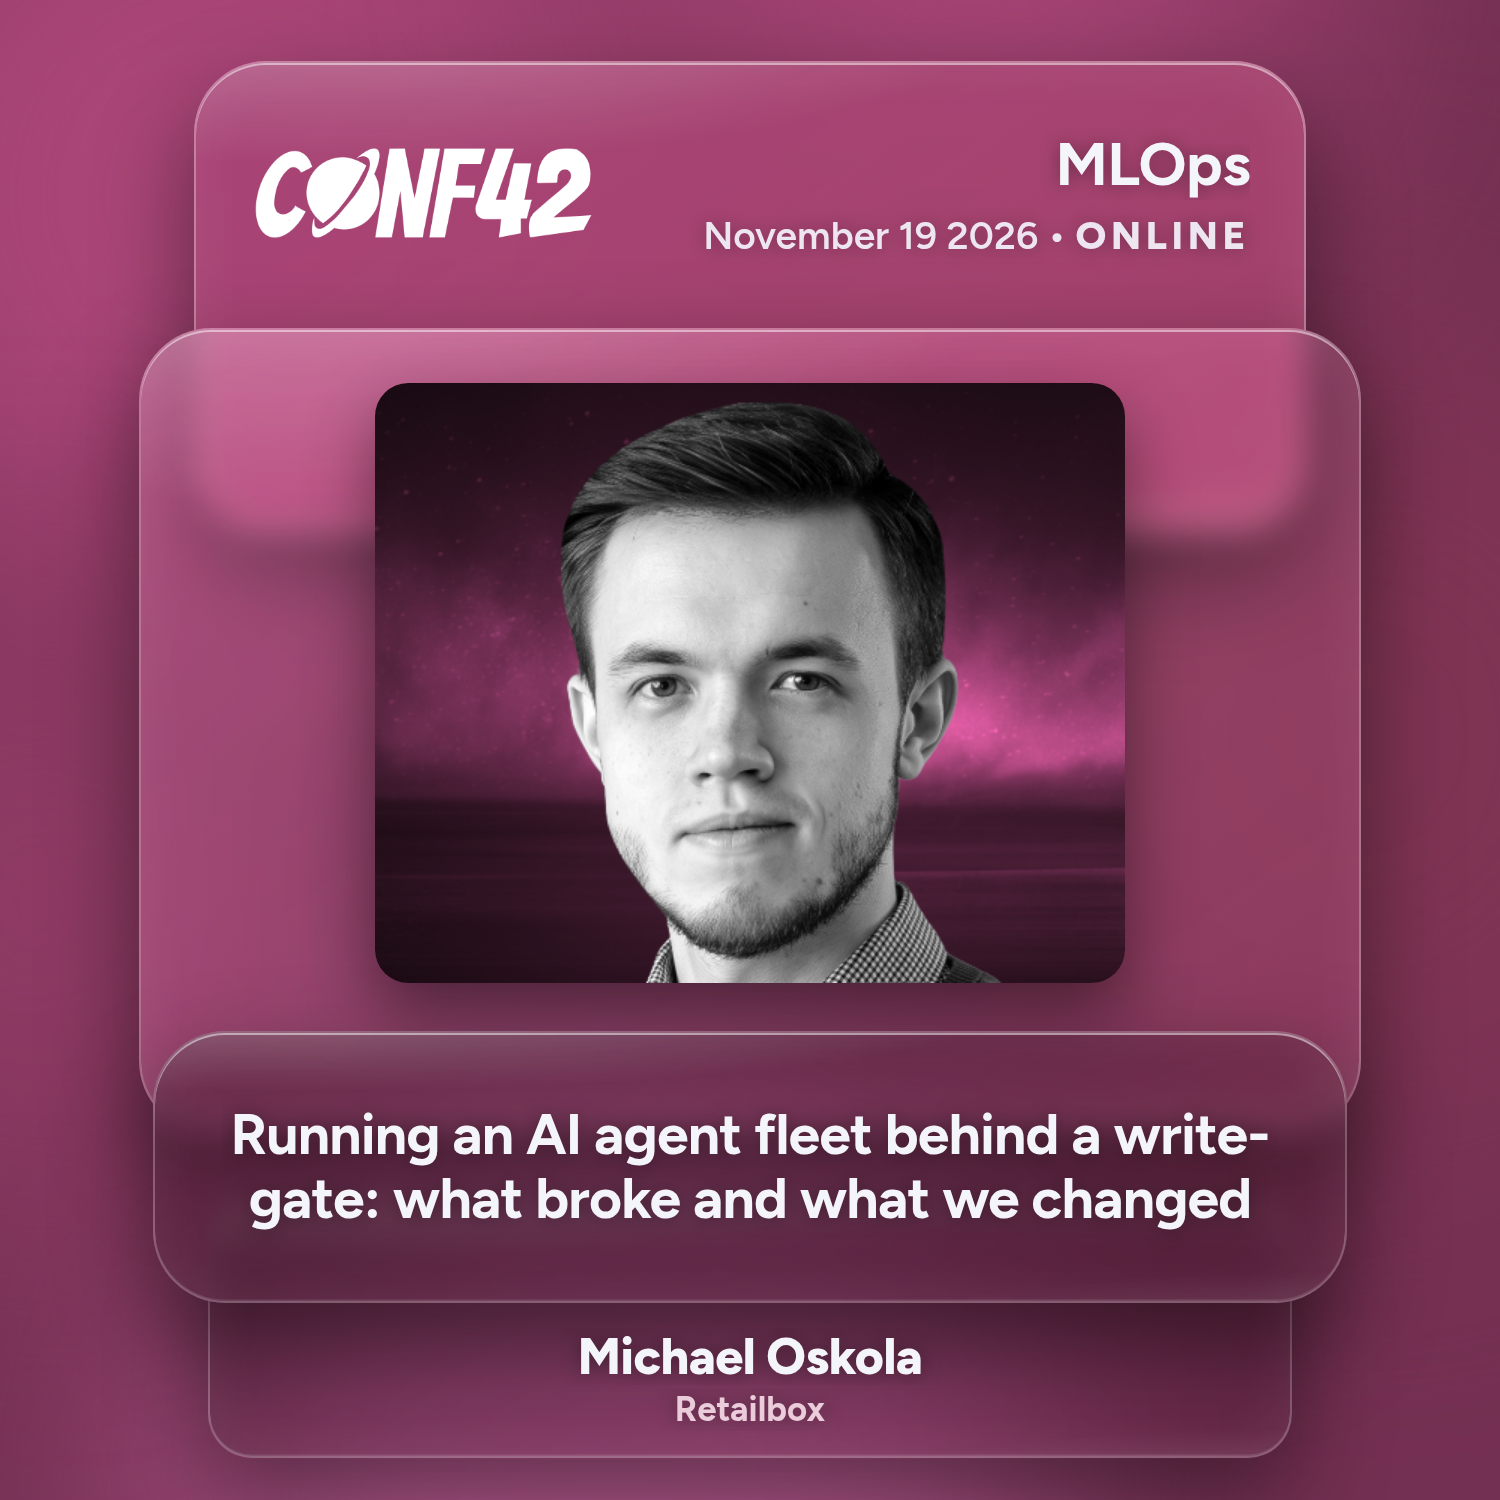 CONF42
MLOps
November 19 2026 • ONLINE
Running an AI agent fleet behind a write-
gate: what broke and what we changed
Michael Oskola
Retailbox